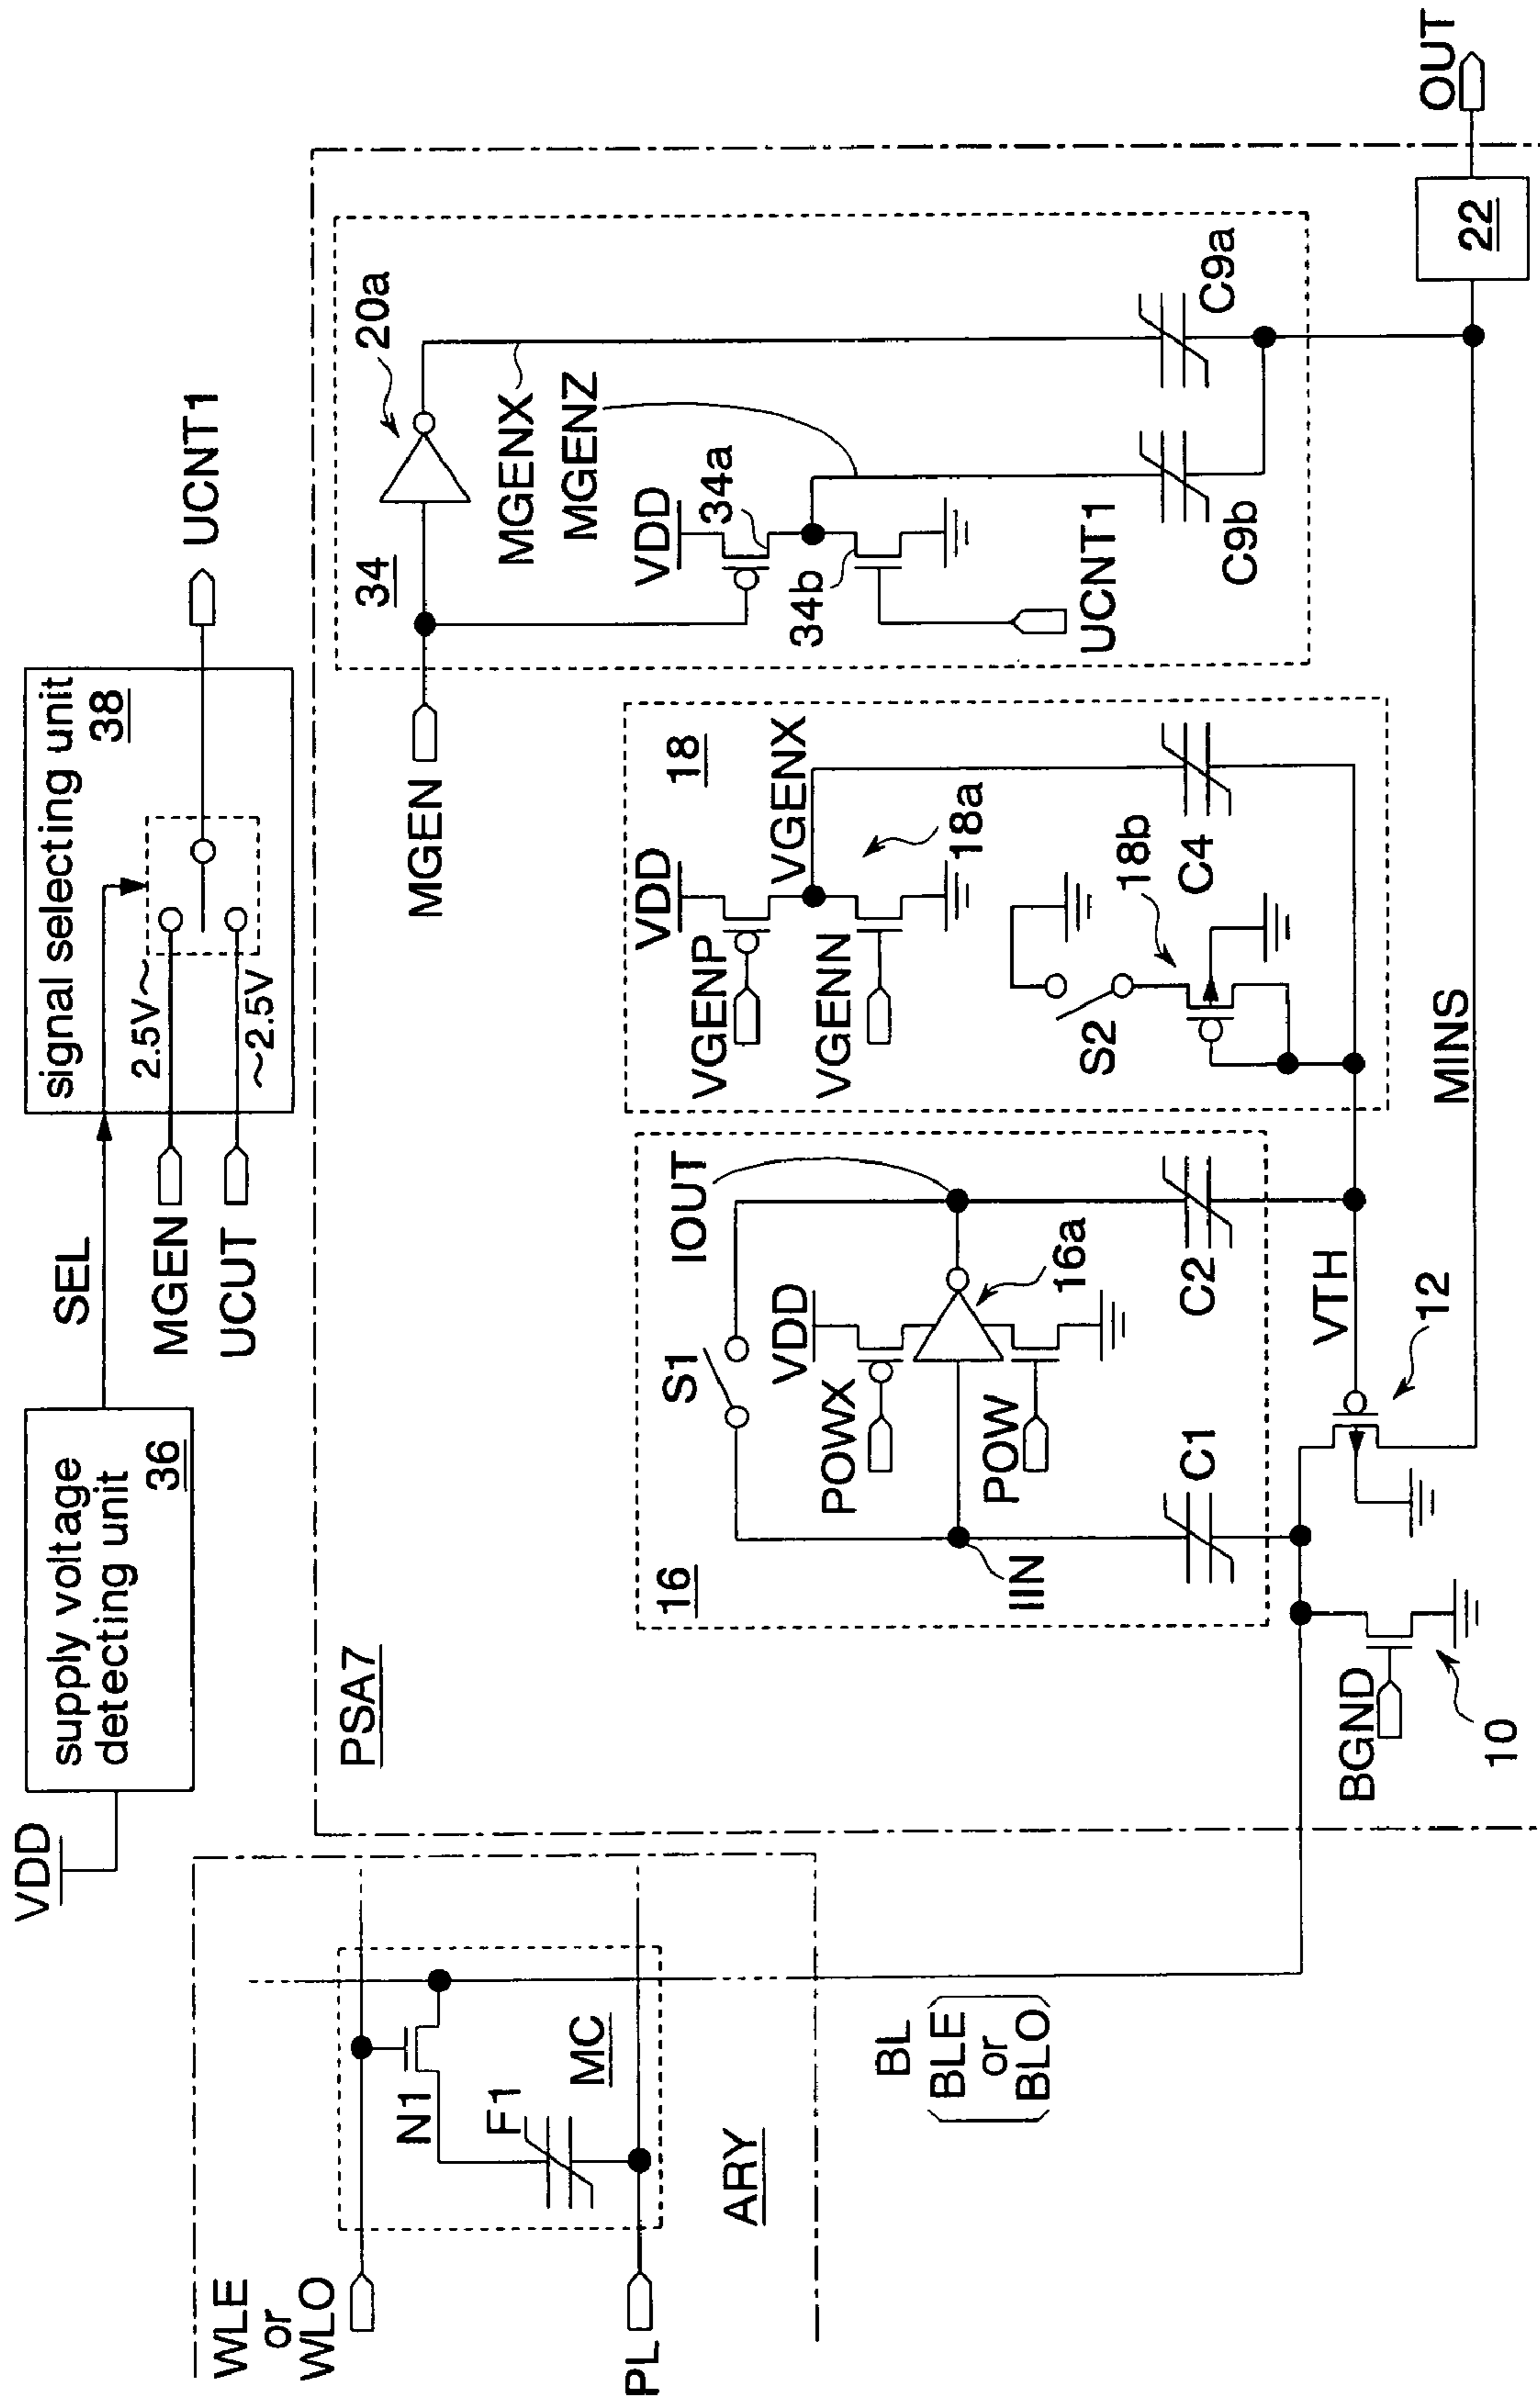 VDD
supply voltage
detecting unit
36
SEL
signal selecting unit
38
MGEN
2.5V～
UCUT
～2.5V
UCNT1
WLE
or
WLO
N1
F1
MC
PL
ARY
BL
BLE
or
BLO
PSA7
16
S1
IOUT
VDD
POWX
16a
POW
IIN
C1
C2
BGND
10
VTH
12
18
VDD
VGENP
VGENX
VGENN
18a
S2
18b
C4
MINS
MGEN
34
20a
MGENX
MGENZ
VDD
34a
34b
UCNT1
C9b
C9a
22
OUT